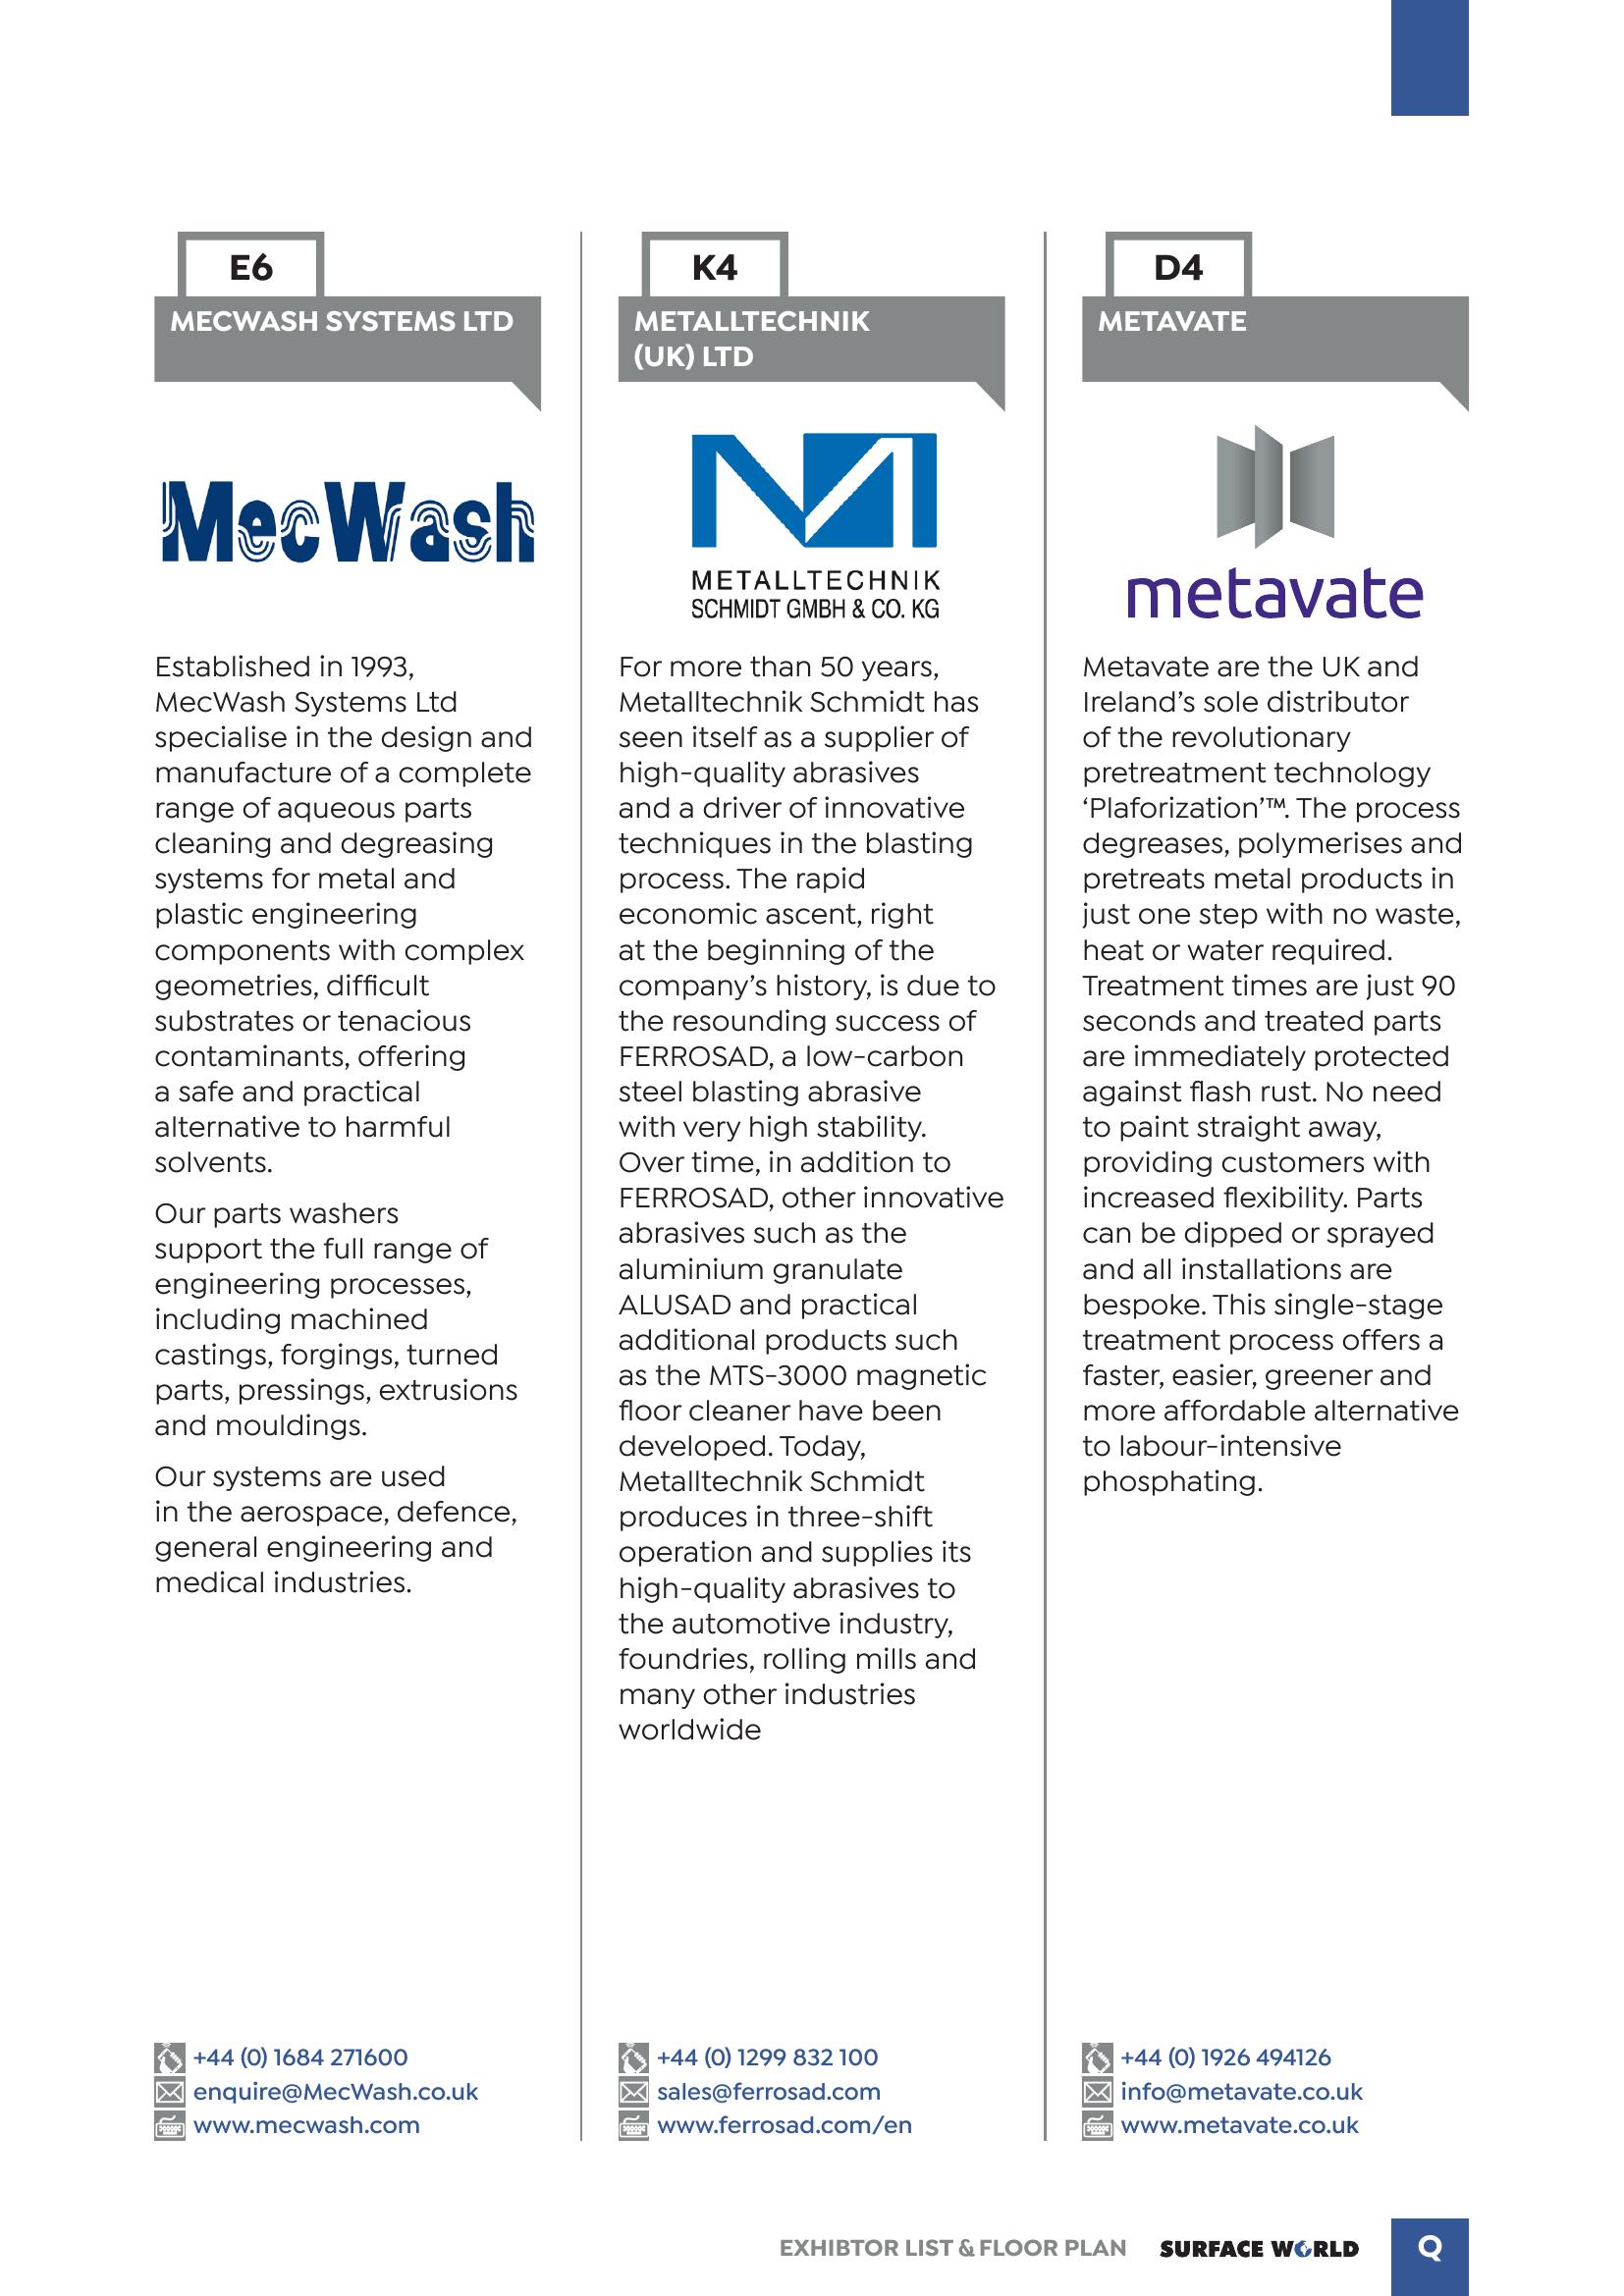 E6
MECWASH SYSTEMS LTD
MecWash
Established in 1993,
MecWash Systems Ltd
specialise in the design and
manufacture of a complete
range of aqueous parts
cleaning and degreasing
systems for metal and
plastic engineering
components with complex
geometries, difficult
substrates or tenacious
contaminants, offering
a safe and practical
alternative to harmful
solvents.
Our parts washers
support the full range of
engineering processes,
including machined
castings, forgings, turned
parts, pressings, extrusions
and mouldings.
Our systems are used
in the aerospace, defence,
general engineering and
medical industries.
+44 (0) 1684 271600
enquire@MecWash.co.uk
www.mecwash.com
K4
METALLTECHNIK
(UK) LTD
METALLTECHNIK
SCHMIDT GMBH & CO. KG
For more than 50 years,
Metalltechnik Schmidt has
seen itself as a supplier of
high-quality abrasives
and a driver of innovative
techniques in the blasting
process. The rapid
economic ascent, right
at the beginning of the
company's history, is due to
the resounding success of
FERROSAD, a low-carbon
steel blasting abrasive
with very high stability.
Over time, in addition to
FERROSAD, other innovative
abrasives such as the
aluminium granulate
ALUSAD and practical
additional products such
as the MTS-3000 magnetic
floor cleaner have been
developed. Today,
Metalltechnik Schmidt
produces in three-shift
operation and supplies its
high-quality abrasives to
the automotive industry,
foundries, rolling mills and
many other industries
worldwide
+44 (0) 1299 832 100
sales@ferrosad.com
www.ferrosad.com/en
D4
METAVATE
metavate
Metavate are the UK and
Ireland's sole distributor
of the revolutionary
pretreatment technology
‘Plaforization’™. The process
degreases, polymerises and
pretreats metal products in
just one step with no waste,
heat or water required.
Treatment times are just 90
seconds and treated parts
are immediately protected
against flash rust. No need
to paint straight away,
providing customers with
increased flexibility. Parts
can be dipped or sprayed
and all installations are
bespoke. This single-stage
treatment process offers a
faster, easier, greener and
more affordable alternative
to labour-intensive
phosphating.
+44 (0) 1926 494126
info@metavate.co.uk
www.metavate.co.uk
EXHIBTOR LIST & FLOOR PLAN SURFACE WORLD Q